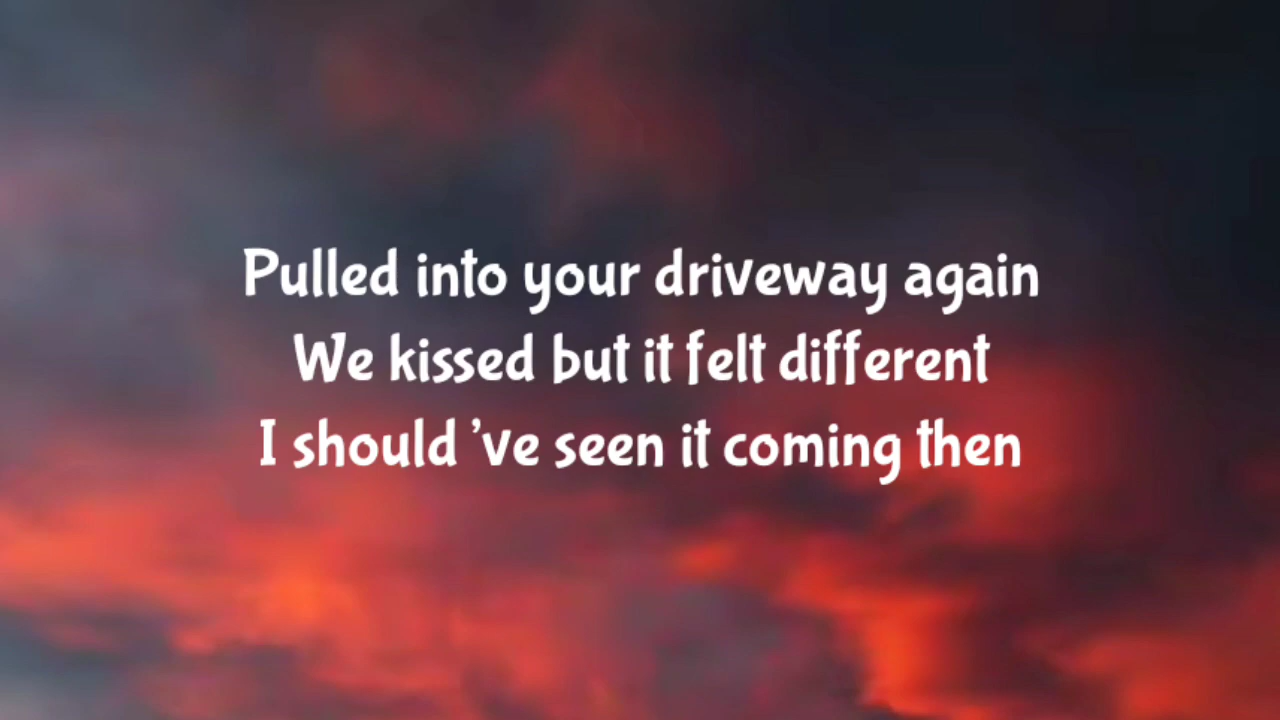 Pulled into your driveway again
We kissed but it felt different
I should 've seen it coming then